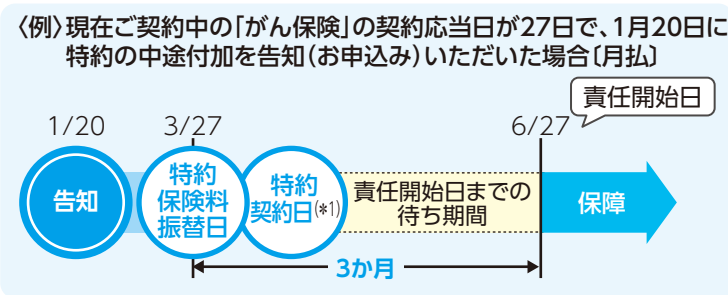 〈例〉現在ご契約中の「がん保険」の契約応当日が27日で、1月20日に
特約の中途付加を告知（お申込み）いただいた場合〔月払〕
責任開始日
1/20
3/27
6/27
告知
特約
保険料
振替日
特約
契約日(*1)
責任開始日までの
待ち期間
保障
3か月